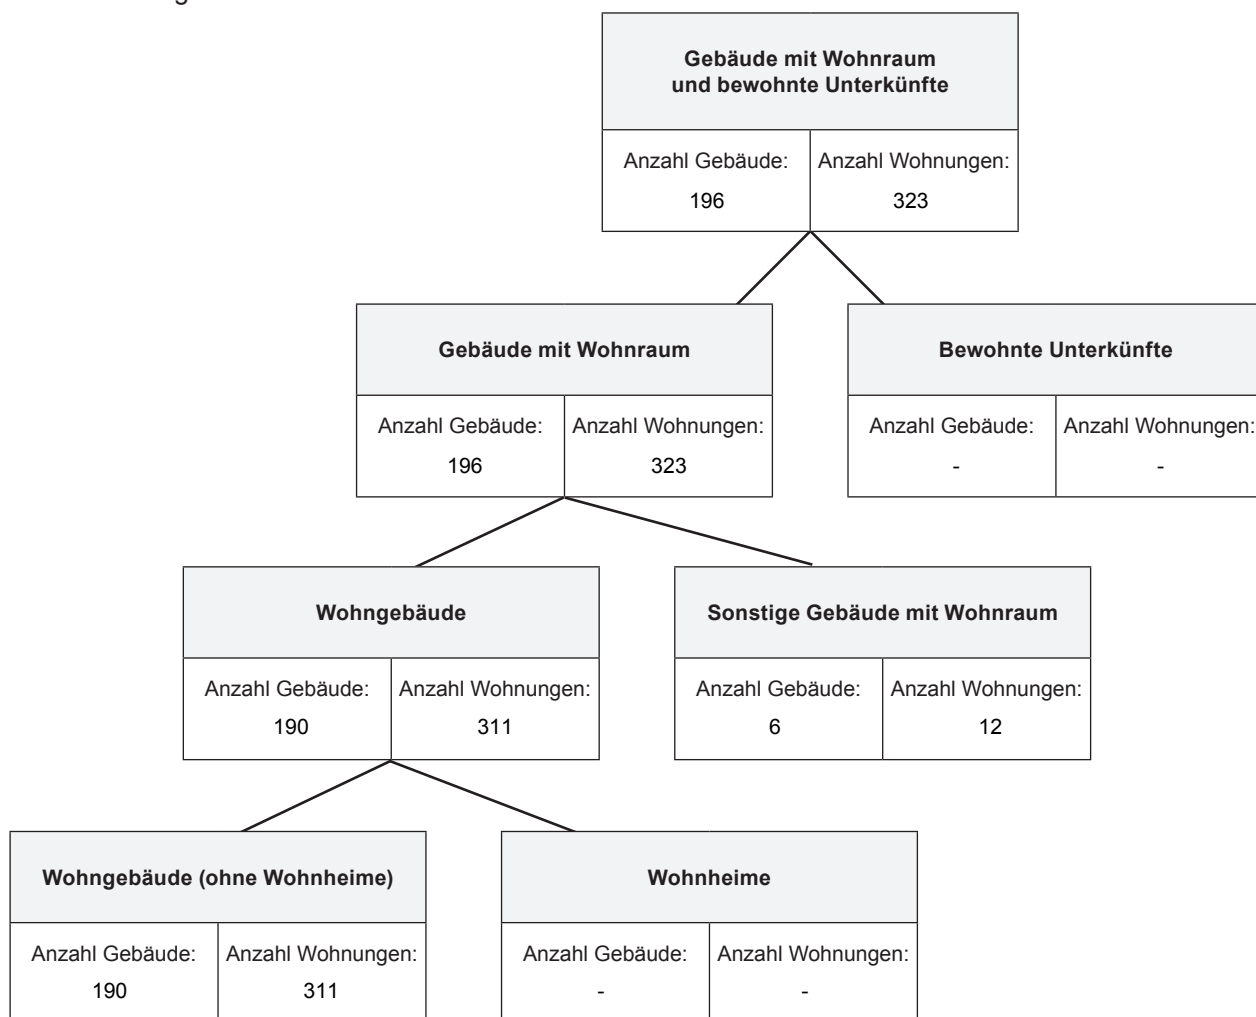 Gebäude mit Wohnraum
und bewohnte Unterkünfte
Anzahl Gebäude: Anzahl Wohnungen:
196 323
Gebäude mit Wohnraum Bewohnte Unterkünfte
Anzahl Gebäude: Anzahl Wohnungen: Anzahl Gebäude: Anzahl Wohnungen:
196 323 - -
Wohngebäude Sonstige Gebäude mit Wohnraum
Anzahl Gebäude: Anzahl Wohnungen: Anzahl Gebäude: Anzahl Wohnungen:
190 311 6 12
Wohngebäude (ohne Wohnheime) Wohnheime
Anzahl Gebäude: Anzahl Wohnungen: Anzahl Gebäude: Anzahl Wohnungen:
190 311 - -